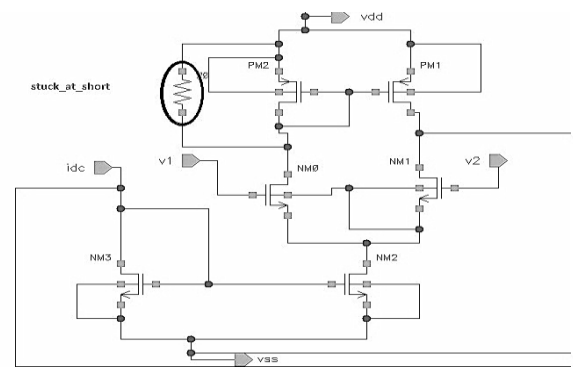 vdd
PM2
PM1
stuck_at_short
idc
v1
NM0
NM1
v2
NM3
NM2
vss